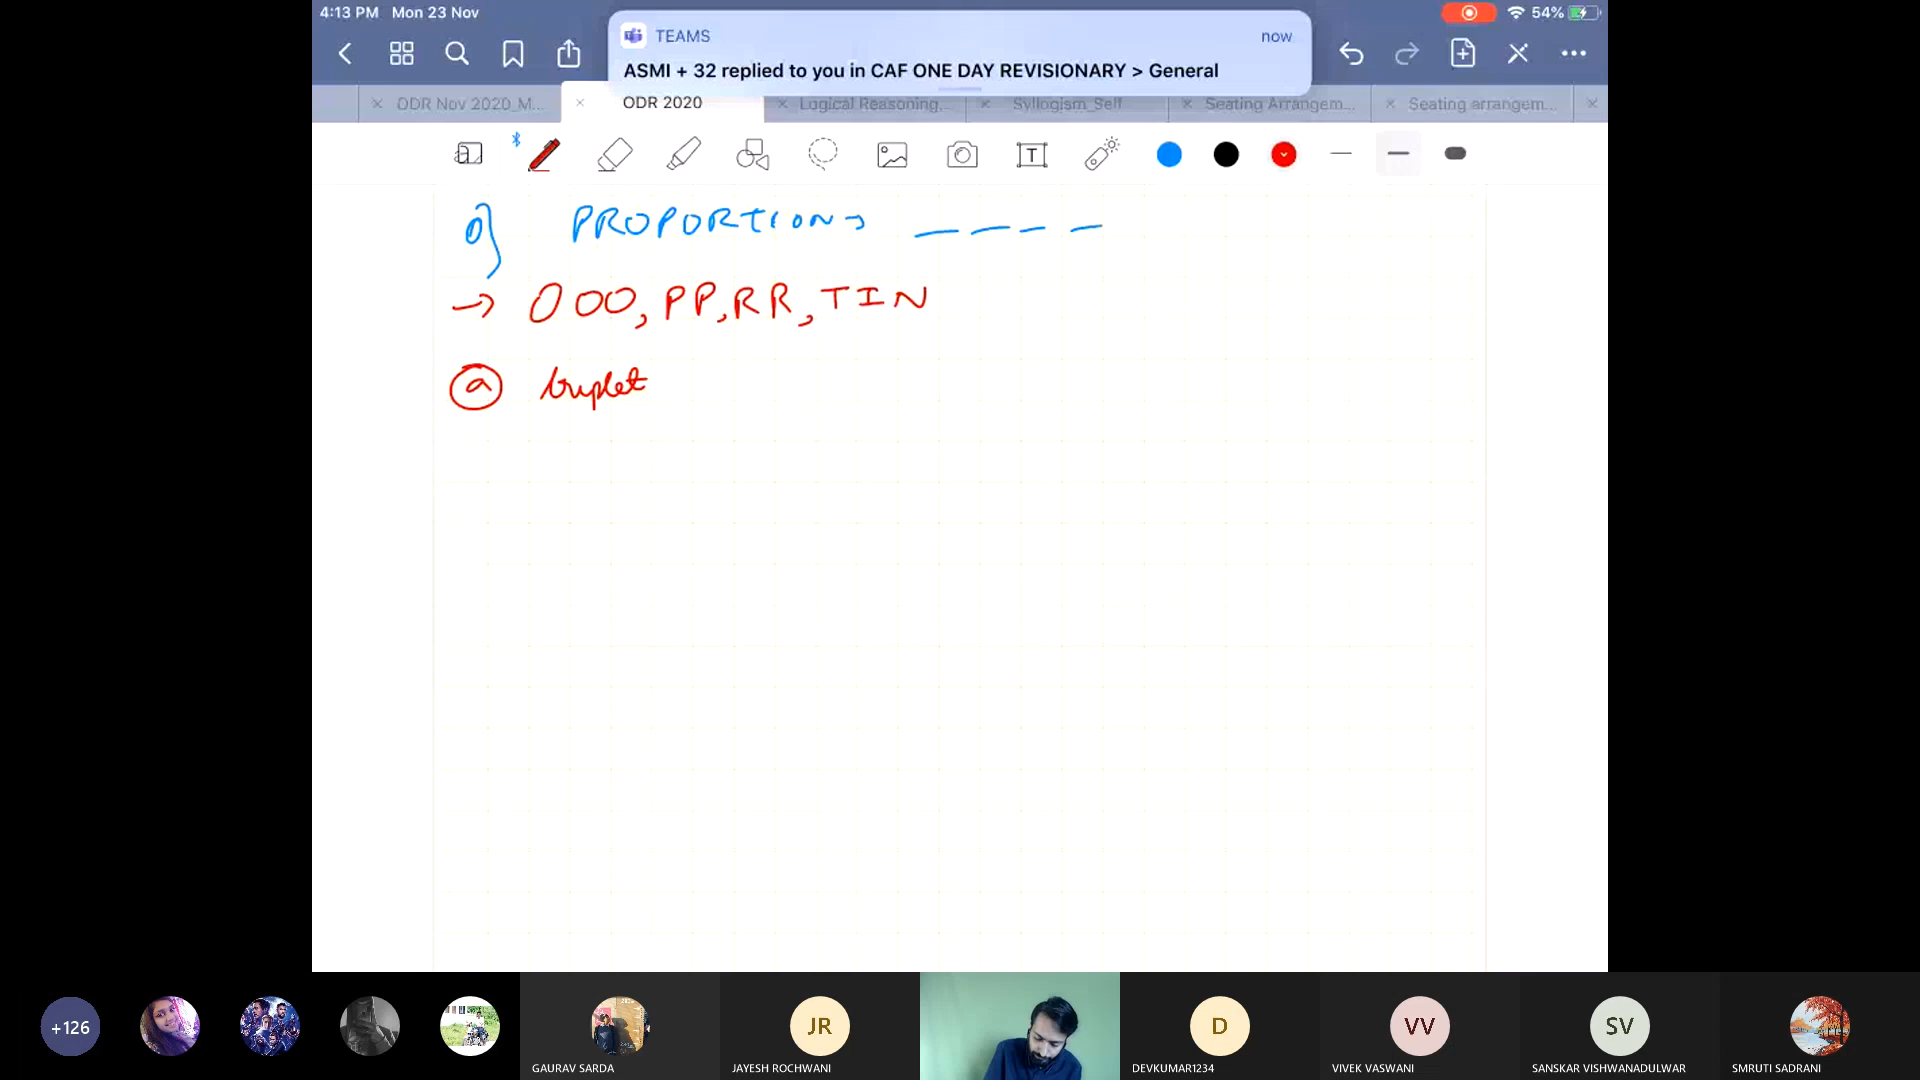 4:13 PM Mon 23 Nov
54%
TEAMS
now
ASMI + 32 replied to you in CAF ONE DAY REVISIONARY > General
ODR Nov 2020_M...
ODR 2020
Logical Reasoning...
Syllogism_Self
Seating Arrangem...
Seating arrangem...
a
T
PROPORTION
→ OOO, PP, RR, TIN
a triplet
+126
GAURAV SARDA
JR
JAYESH ROCHWANI
D
DEVKUMAR1234
VV
VIVEK VASWANI
SV
SANSKAR VISHWANADULWAR
SMRUTI SADRANI